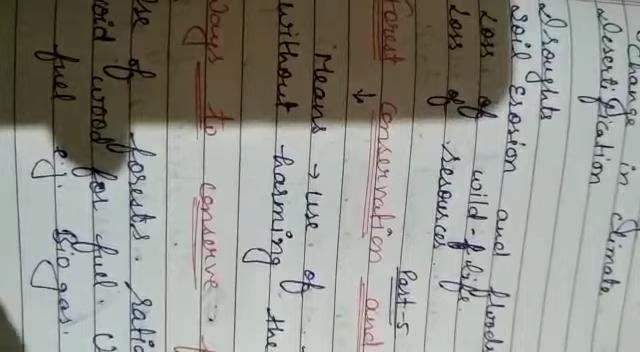 Change in climate
Desertification
Droughts
Soil erosion and floods
Loss of wild-life
Loss of resources
Part-5
Forest conservation and
Means → use of
without harming the
ways to conserve :
use of forests.
void wood for fuel.
fuel e.g. Biogas.